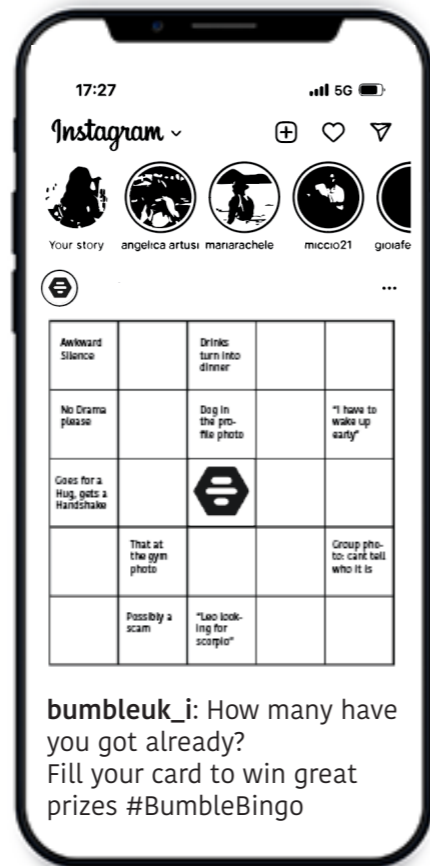 17:27
5G
Instagram
Your story angelica artusi mariarachele miccio21 gioiafe
Awkward
Silence
Drinks
turn into
dinner
No Drama
please
Dog in
the pro-
file photo
"I have to
wake up
early"
Goes for a
Hug, gets a
Handshake
That at
the gym
photo
Group pho-
to: cant tell
who it is
Possibly a
scam
"Leo look-
ing for
scorpio"
bumbleuk_i: How many have
you got already?
Fill your card to win great
prizes #BumbleBingo